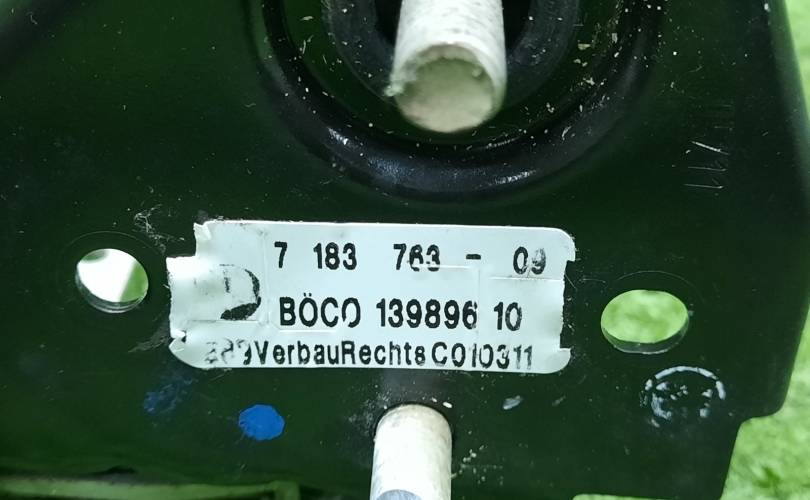 7 183 763 - 09
BÖCO 139896 10
VerbauRechts C010311